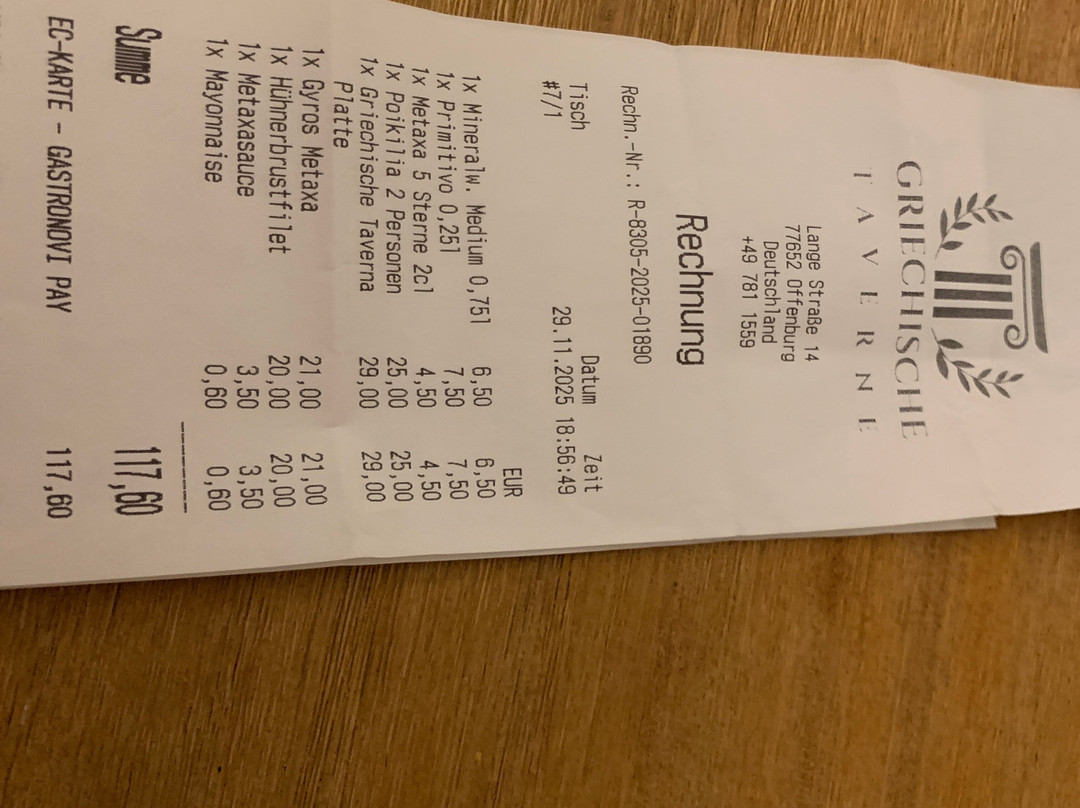 GRIECHISCHE
TAVERNE
Lange Straße 14
77652 Offenburg
Deutschland
+49 781 1559
Rechnung
Rechn.-Nr.: R-8305-2025-01890
Tisch Datum Zeit
#7/1 29.11.2025 18:56:49
EUR
1x Mineralw. Medium 0,75l 6,50 6,50
1x Primitivo 0,25l 7,50 7,50
1x Metaxa 5 Sterne 2cl 4,50 4,50
1x Poikilia 2 Personen 25,00 25,00
1x Griechische Taverna 29,00 29,00
Platte
1x Gyros Metaxa 21,00 21,00
1x Hühnerbrustfilet 20,00 20,00
1x Metaxasauce 3,50 3,50
1x Mayonnaise 0,60 0,60
Summe 117,60
EC-KARTE - GASTRONOVI PAY 117,60